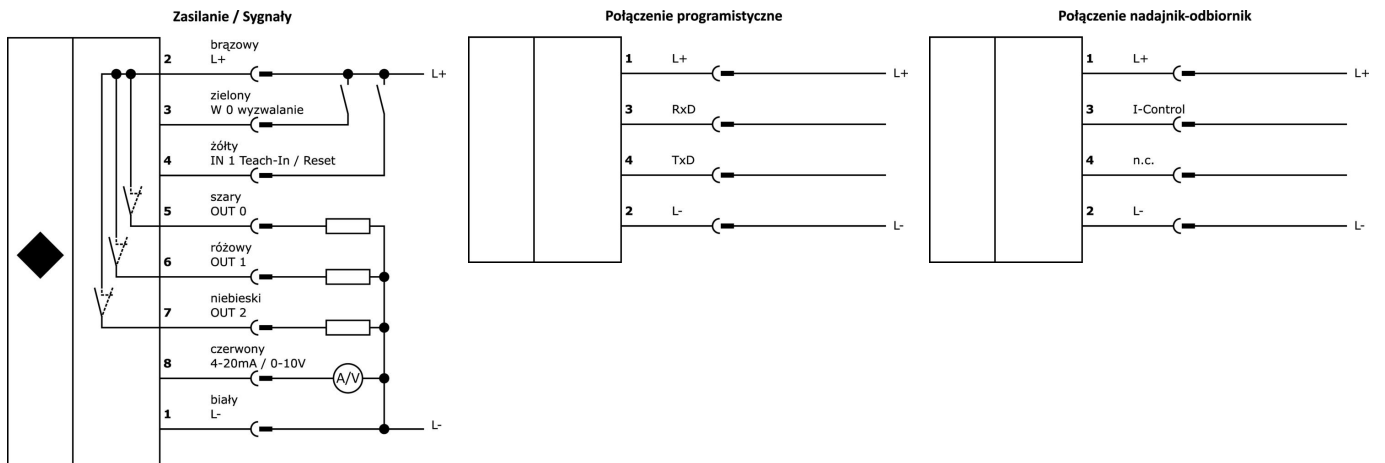 Zasilanie / Sygnały
brązowy
2 L+
L+
zielony
3 W 0 wyzwalanie
żółty
4 IN 1 Teach-In / Reset
szary
5 OUT 0
różowy
6 OUT 1
niebieski
7 OUT 2
czerwony
8 4-20mA / 0-10V
A/V
biały
1 L-
L-
Połączenie programistyczne
1 L+
L+
3 RxD
4 TxD
2 L-
L-
Połączenie nadajnik-odbiornik
1 L+
L+
3 I-Control
4 n.c.
2 L-
L-